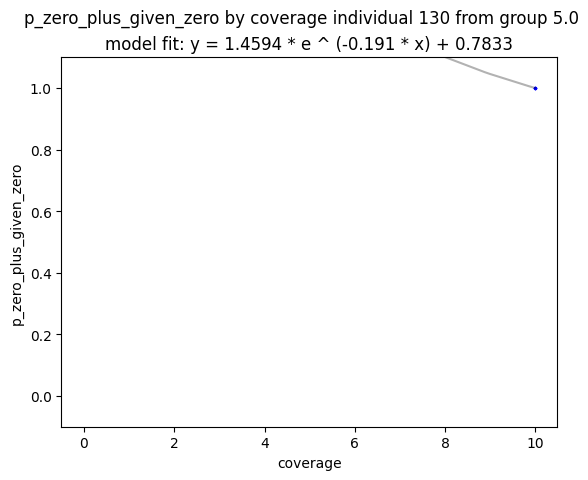 p_zero_plus_given_zero by coverage individual 130 from group 5.0
model fit: y = 1.4594 * e ^ (-0.191 * x) + 0.7833
1.0
0.8
0.6
0.4
0.2
0.0
p_zero_plus_given_zero
0 2 4 6 8 10
coverage